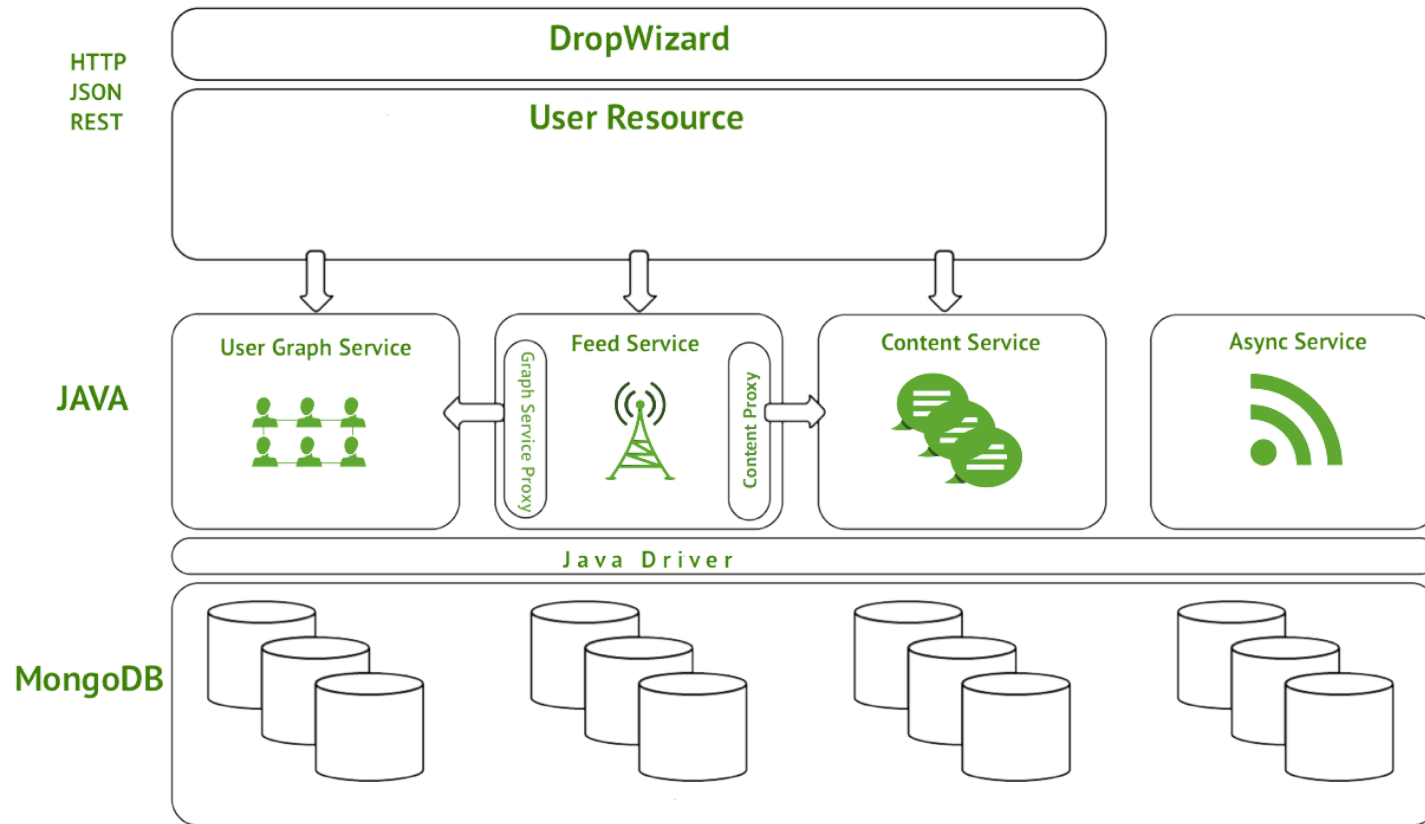 DropWizard
HTTP
JSON
REST
User Resource
User Graph Service
Feed Service
Content Service
Async Service
Graph Service Proxy
Content Proxy
JAVA
Java Driver
MongoDB